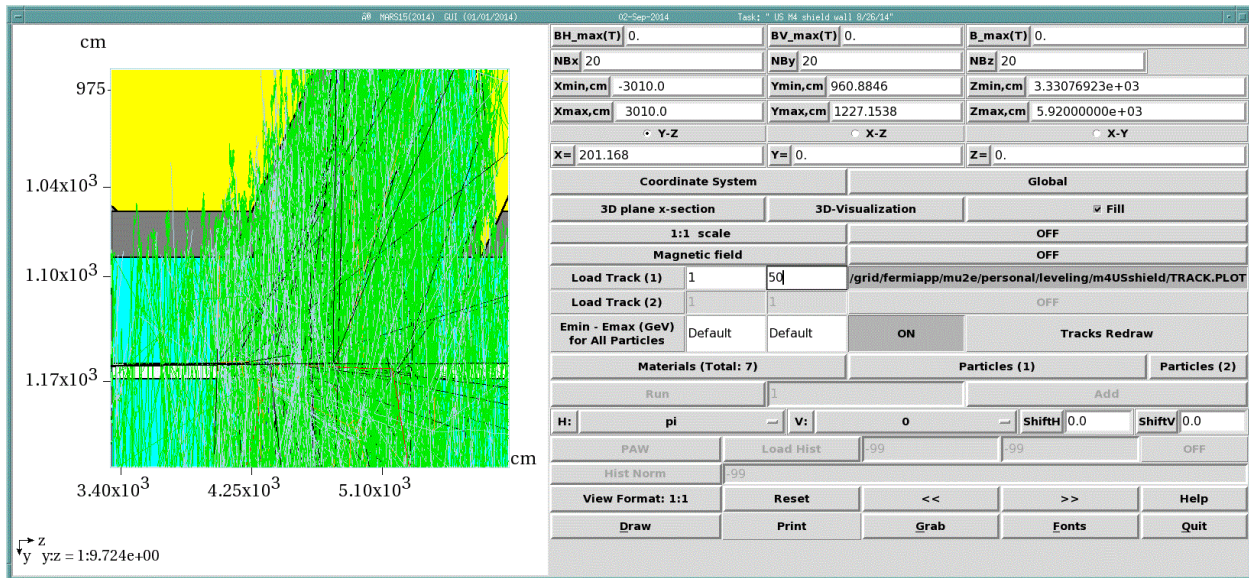 MARS15(2014) GUI (01/01/2014) 02-Sep-2014 Task: " US M4 shield wall 8/26/14"
cm
975
1.04x10³
1.10x10³
1.17x10³
cm
3.40x10³ 4.25x10³ 5.10x10³
z
y y:z = 1:9.724e+00
BH_max(T) 0. BV_max(T) 0. B_max(T) 0.
NBx 20 NBy 20 NBz 20
Xmin,cm -3010.0 Ymin,cm 960.8846 Zmin,cm 3.33076923e+03
Xmax,cm 3010.0 Ymax,cm 1227.1538 Zmax,cm 5.92000000e+03
Y-Z X-Z X-Y
X= 201.168 Y= 0. Z= 0.
Coordinate System Global
3D plane x-section 3D-Visualization Fill
1:1 scale OFF
Magnetic field OFF
Load Track (1) 1 50 /grid/fermiapp/mu2e/personal/leveling/m4USshield/TRACK.PLOT
Load Track (2) 1 1 OFF
Emin - Emax (GeV)
for All Particles Default Default ON Tracks Redraw
Materials (Total: 7) Particles (1) Particles (2)
Run 1 Add
H: pi V: 0 ShiftH 0.0 ShiftV 0.0
PAW Load Hist -99 -99 OFF
Hist Norm -99
View Format: 1:1 Reset << >> Help
Draw Print Grab Fonts Quit